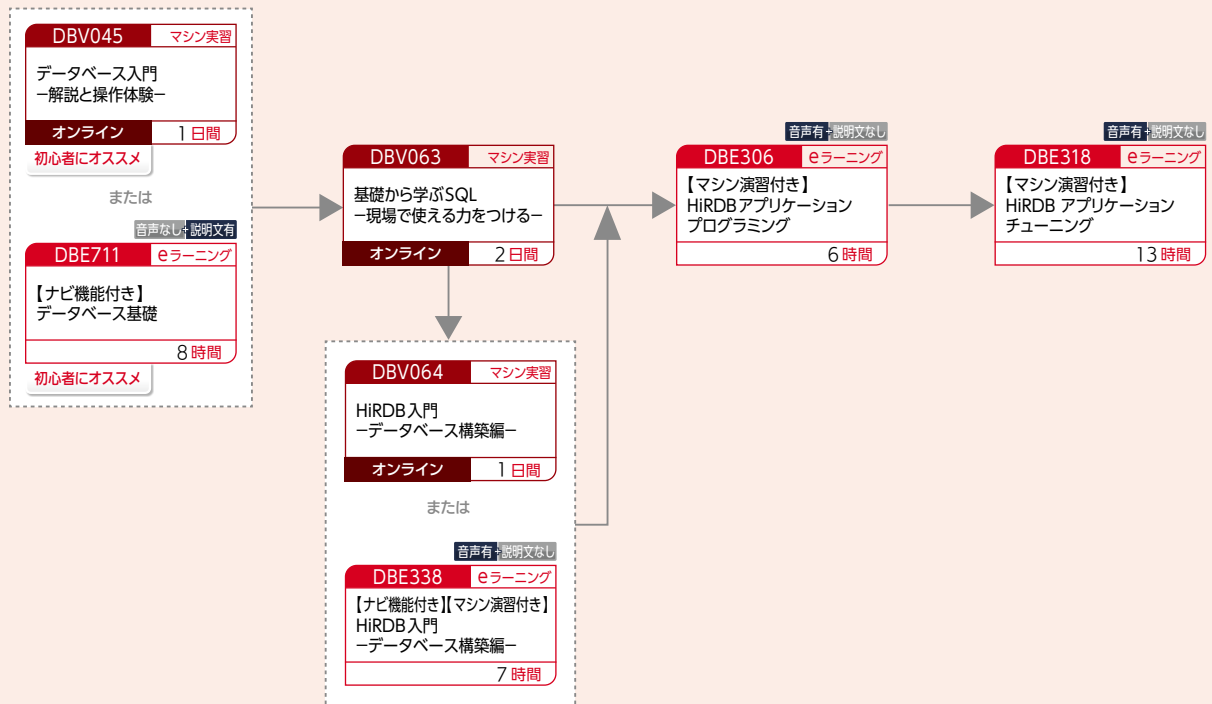 DBV045 マシン実習
データベース入門
−解説と操作体験−
オンライン 1日間
初心者にオススメ
または
音声なし+説明文有
DBE711 eラーニング
【ナビ機能付き】
データベース基礎
8時間
初心者にオススメ
DBV063 マシン実習
基礎から学ぶSQL
−現場で使える力をつける−
オンライン 2日間
DBV064 マシン実習
HiRDB入門
−データベース構築編−
オンライン 1日間
または
音声有+説明文なし
DBE338 eラーニング
【ナビ機能付き】【マシン演習付き】
HiRDB入門
−データベース構築編−
7時間
音声有+説明文なし
DBE306 eラーニング
【マシン演習付き】
HiRDBアプリケーション
プログラミング
6時間
音声有+説明文なし
DBE318 eラーニング
【マシン演習付き】
HiRDB アプリケーション
チューニング
13時間